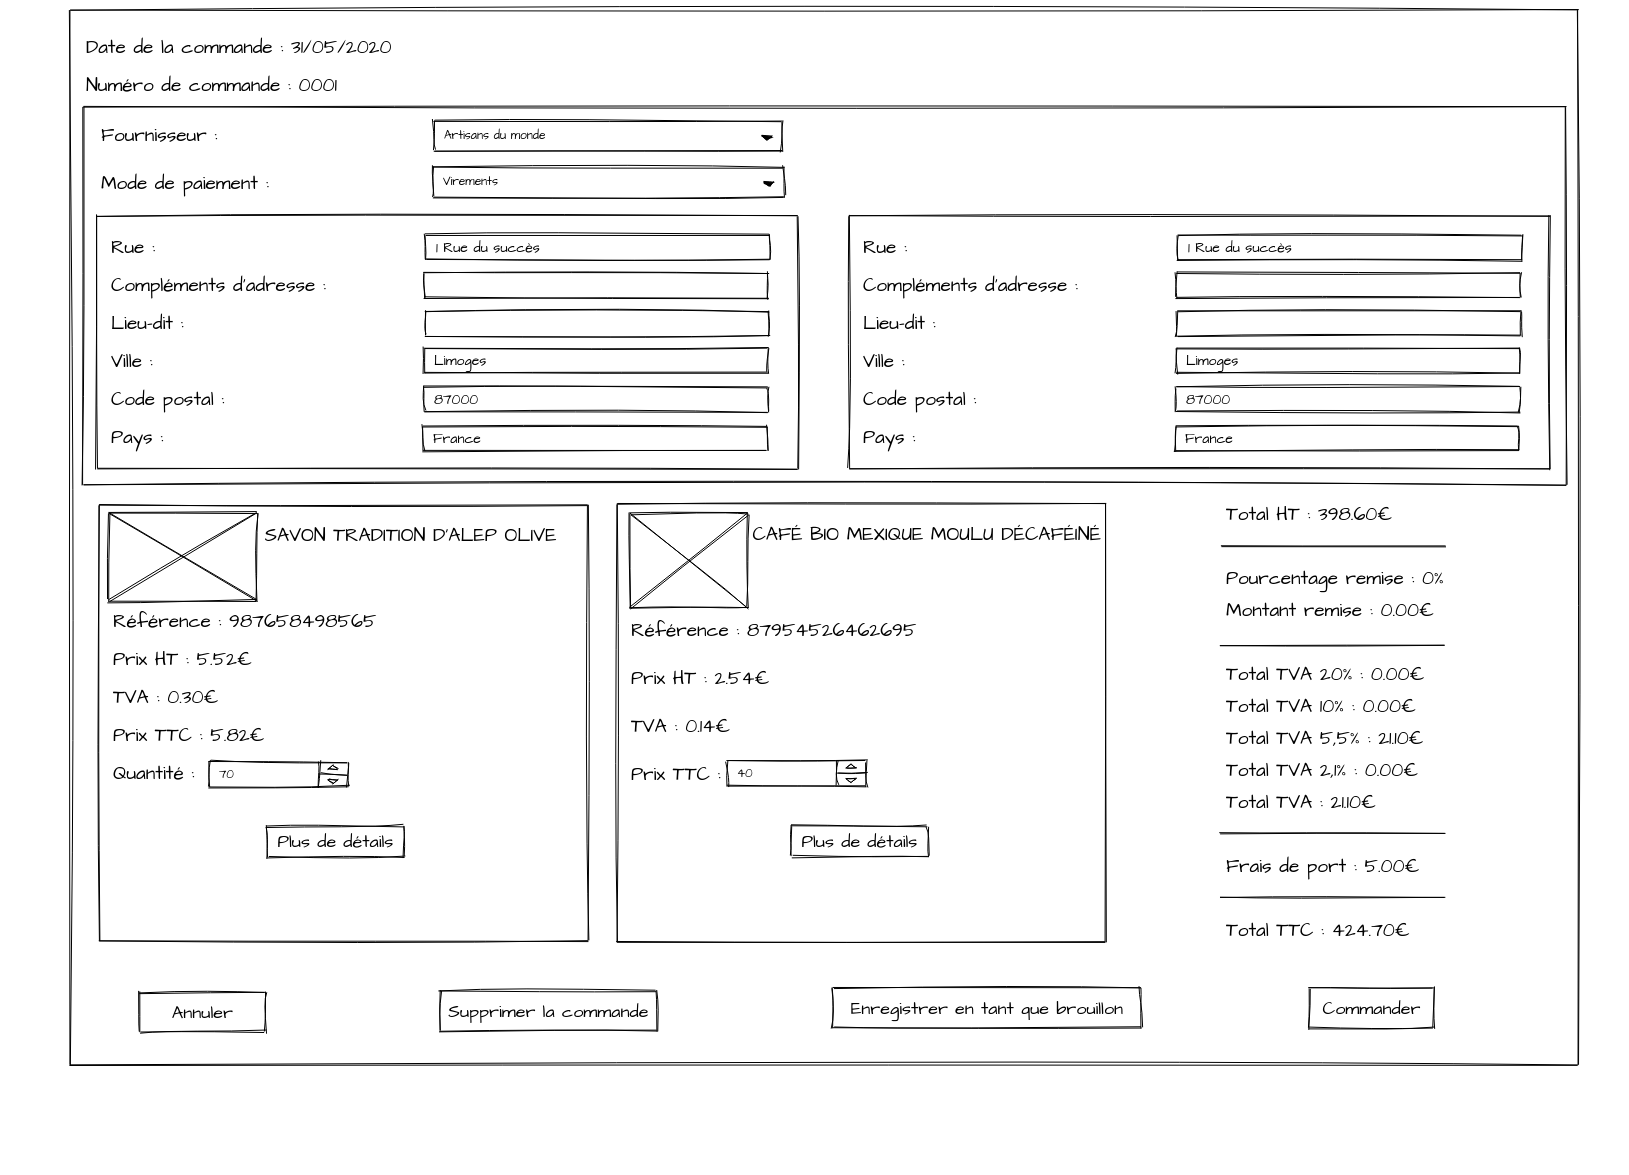 Date de la commande : 31/05/2020
Numéro de commande : 0001
Fournisseur :
Artisans du monde
Mode de paiement :
Virements
Rue :
1 Rue du succès
Compléments d'adresse :
Lieu-dit :
Ville :
Limoges
Code postal :
87000
Pays :
France
Rue :
1 Rue du succès
Compléments d'adresse :
Lieu-dit :
Ville :
Limoges
Code postal :
87000
Pays :
France
SAVON TRADITION D'ALEP OLIVE
Référence : 987658498565
Prix HT : 5.52€
TVA : 0.30€
Prix TTC : 5.82€
Quantité : 70
Plus de détails
CAFÉ BIO MEXIQUE MOULU DÉCAFÉINÉ
Référence : 87954526462695
Prix HT : 2.54€
TVA : 0.14€
Prix TTC : 40
Plus de détails
Total HT : 398.60€
Pourcentage remise : 0%
Montant remise : 0.00€
Total TVA 20% : 0.00€
Total TVA 10% : 0.00€
Total TVA 5,5% : 21.10€
Total TVA 2,1% : 0.00€
Total TVA : 21.10€
Frais de port : 5.00€
Total TTC : 424.70€
Annuler
Supprimer la commande
Enregistrer en tant que brouillon
Commander